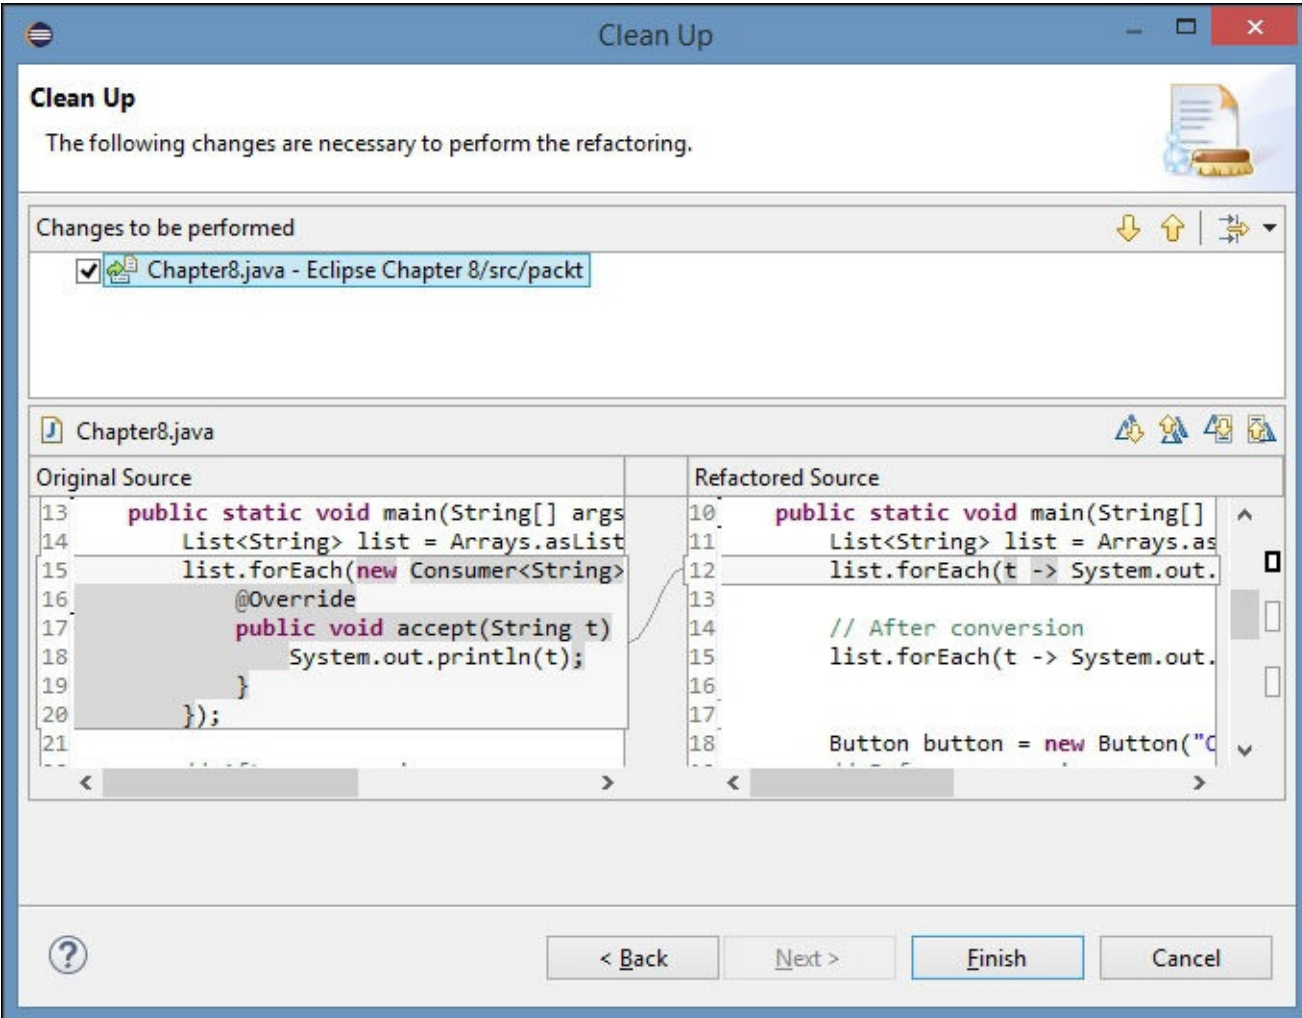 Clean Up
Clean Up
The following changes are necessary to perform the refactoring.
Changes to be performed
Chapter8.java - Eclipse Chapter 8/src/packt
Chapter8.java
Original Source
13 public static void main(String[] args
14 List<String> list = Arrays.asList
15 list.forEach(new Consumer<String>
16 @Override
17 public void accept(String t)
18 System.out.println(t);
19 }
20 });
21
Refactored Source
10 public static void main(String[]
11 List<String> list = Arrays.as
12 list.forEach(t -> System.out.
13
14 // After conversion
15 list.forEach(t -> System.out.
16
17
18 Button button = new Button("C
< Back
Next >
Finish
Cancel